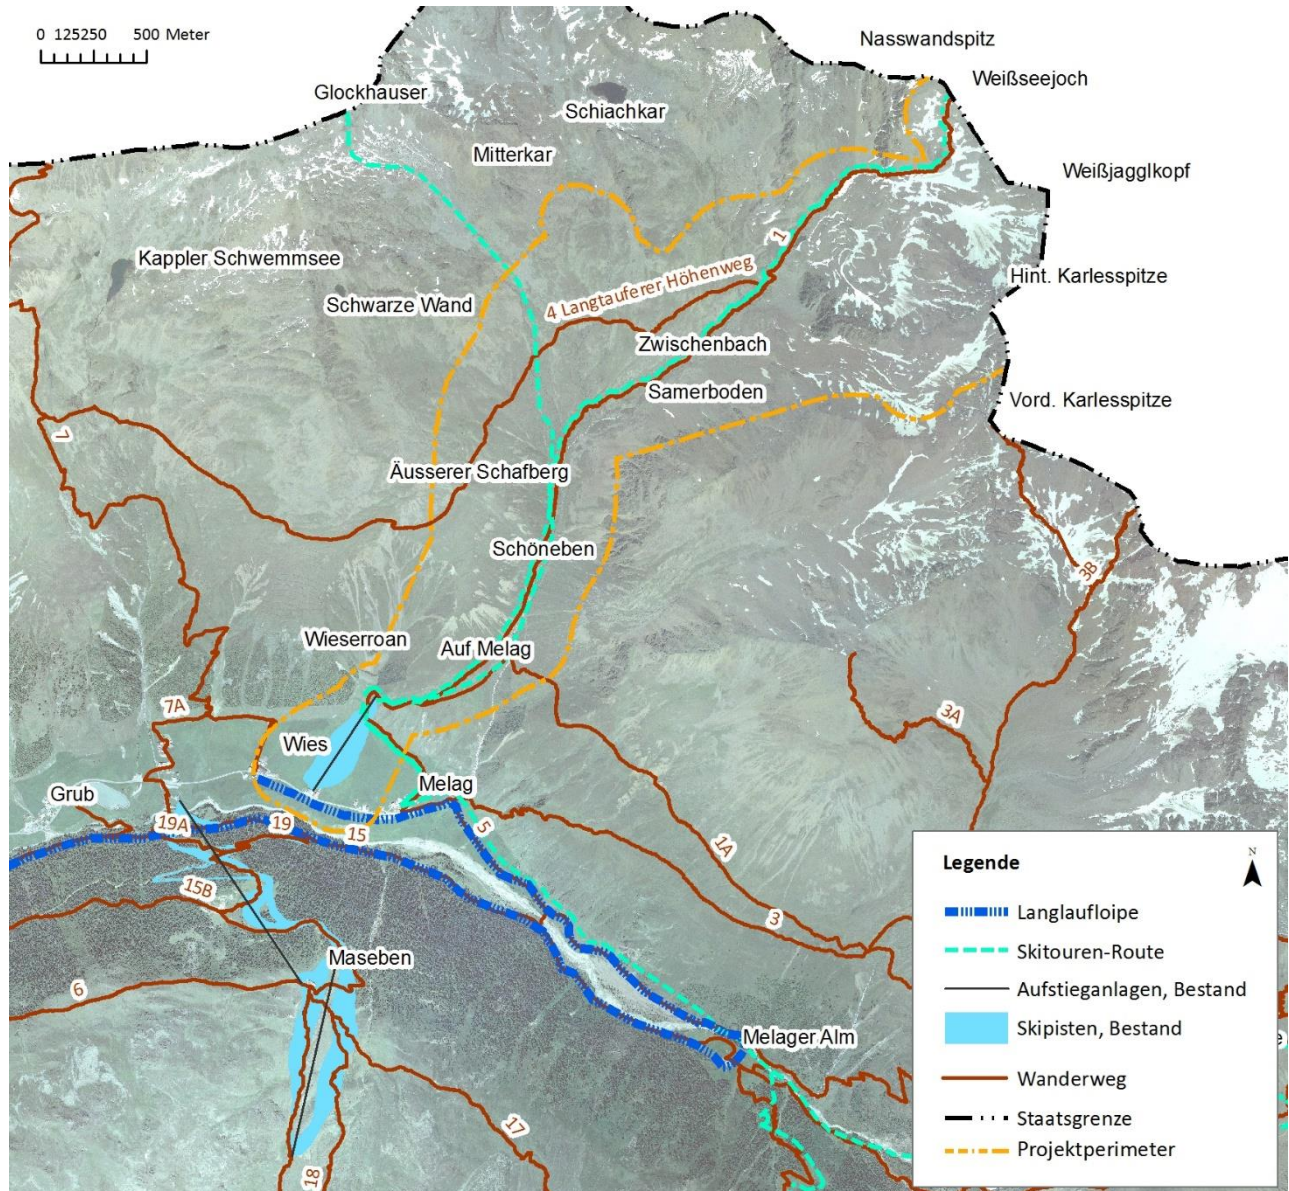 0 125250 500 Meter
Nasswandspitz
Weißseejoch
Glockhauser
Schiachkar
Mitterkar
Weißjagglkopf
1
Kappler Schwemmsee
4 Langtauferer Höhenweg
Hint. Karlesspitze
Schwarze Wand
Zwischenbach
Samerboden
Vord. Karlesspitze
7
Äusserer Schafberg
Schöneben
3B
Wieserroan
Auf Melag
7A
3A
Wies
Melag
Grub
19A
19
15
5
1A
15B
3
Maseben
6
Melager Alm
17
18
Legende
N
Langlaufloipe
Skitouren-Route
Aufstieganlagen, Bestand
Skipisten, Bestand
e
Wanderweg
Staatsgrenze
Projektperimeter